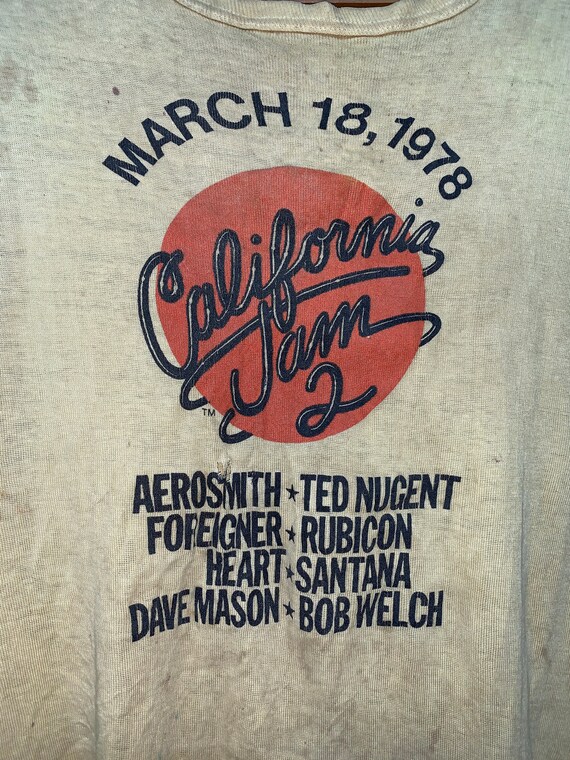 MARCH 18, 1978
California
Jam
2
TM
AEROSMITH ★ TED NUGENT
FOREIGNER ★ RUBICON
HEART ★ SANTANA
DAVE MASON ★ BOB WELCH